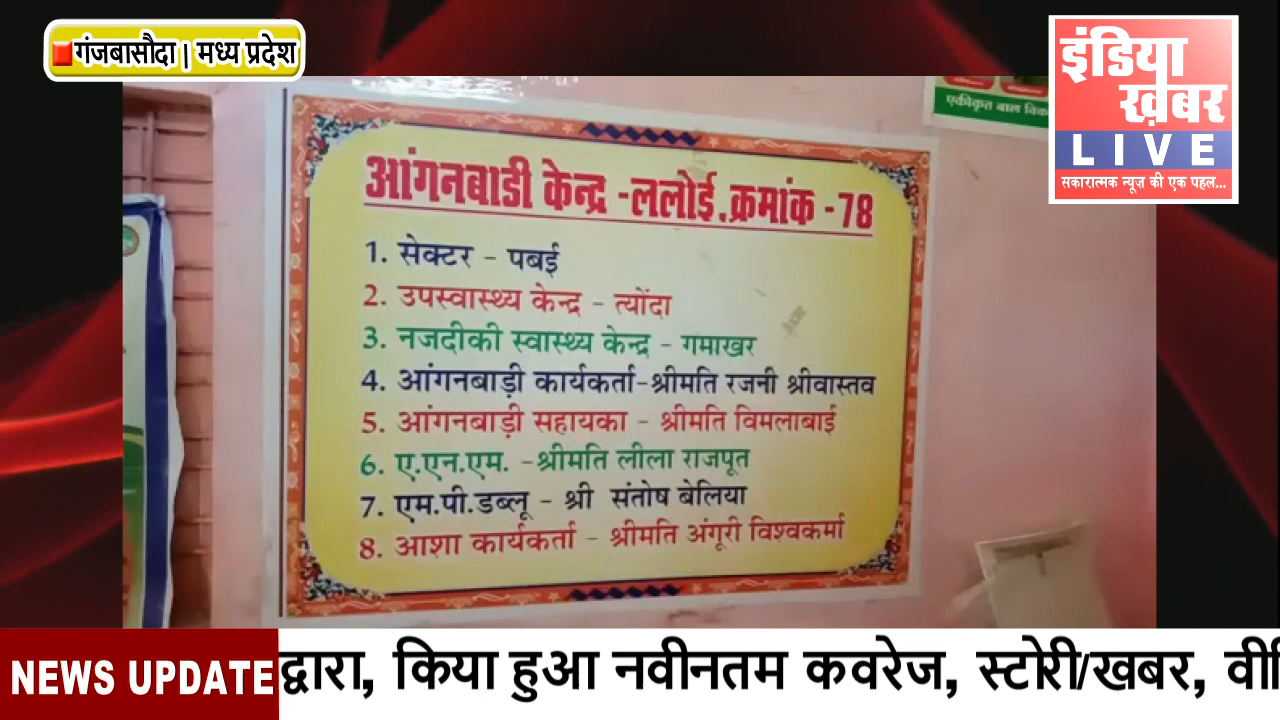 गंजबासौदा | मध्य प्रदेश
इंडिया
ख़बर
LIVE
सकारात्मक न्यूज की एक पहल...
एकीकृत बाल
आंगनबाडी केन्द्र -ललोई.क्रमांक -78
1. सेक्टर - पबई
2. उपस्वास्थ्य केन्द्र - त्योंदा
3. नजदीकी स्वास्थ्य केन्द्र - गमाखर
4. आंगनबाड़ी कार्यकर्ता-श्रीमति रजनी श्रीवास्तव
5. आंगनबाड़ी सहायका - श्रीमति विमलाबाई
6. ए.एन.एम. -श्रीमति लीला राजपूत
7. एम.पी.डब्लू - श्री संतोष बेलिया
8. आशा कार्यकर्ता - श्रीमति अंगूरी विश्वकर्मा
NEWS UPDATE द्वारा, किया हुआ नवीनतम कवरेज, स्टोरी/खबर,